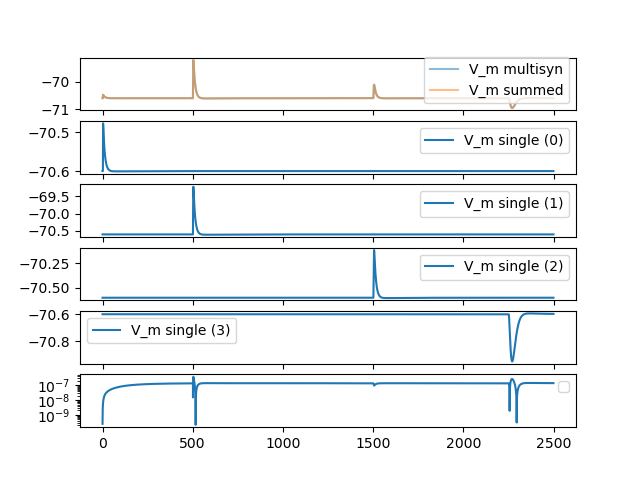 −70
−71
V_m multisyn
V_m summed
−70.5
−70.6
V_m single (0)
−69.5
−70.0
−70.5
V_m single (1)
−70.25
−70.50
V_m single (2)
−70.6
−70.8
V_m single (3)
10⁻⁷
10⁻⁸
10⁻⁹
0 500 1000 1500 2000 2500